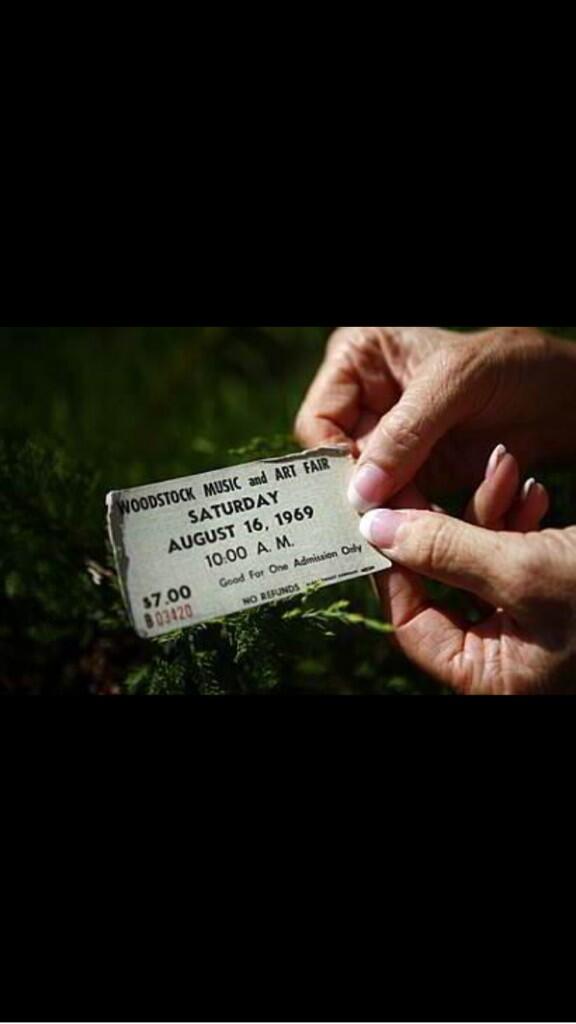 WOODSTOCK MUSIC and ART FAIR
SATURDAY
AUGUST 16, 1969
10:00 A. M.
Good For One Admission Only
$7.00 NO REFUNDS
B 03420